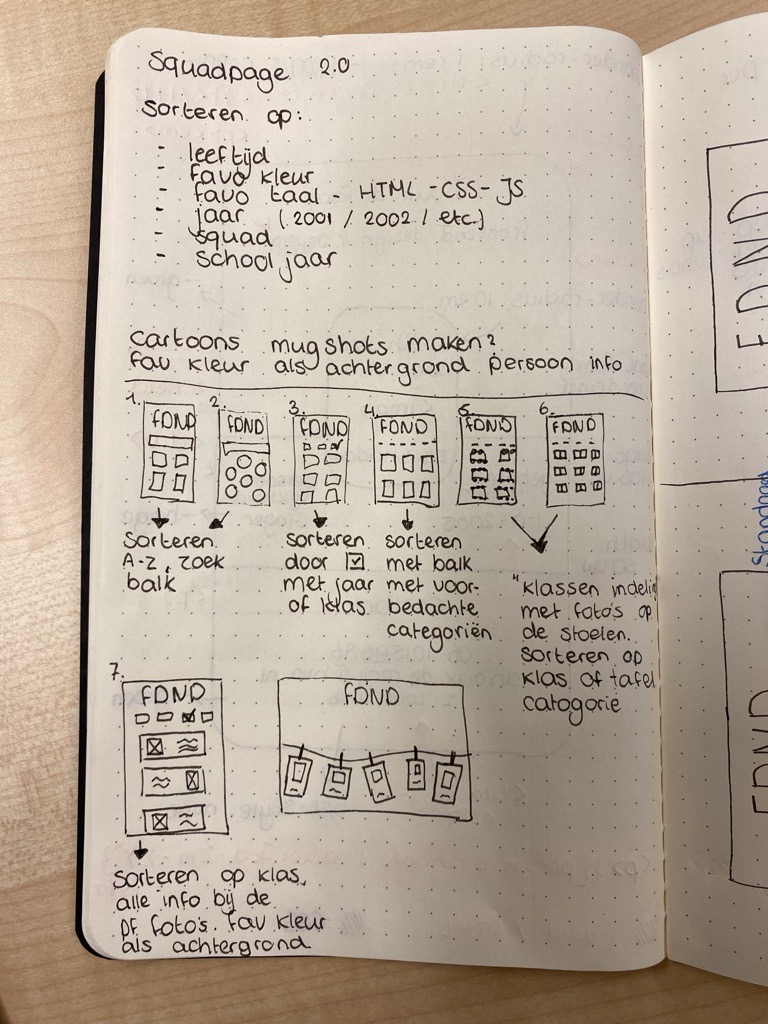 Squadpage 2.0
Sorteren op:
- leeftijd
- favo kleur
- favo taal - HTML - CSS - JS
- jaar (2001 / 2002 / etc.)
- squad
- school jaar
cartoons mugshots maken?
fav kleur als achtergrond persoon info
1. 2. 3. 4. 5. 6.
FDND FDND FDND FDND FDND FDND
Sorteren
A-Z, zoek
balk
sorteren
door ☑
met jaar
of klas
sorteren
met balk
met voor-
bedachte
categoriën
"klassen indelin
met foto's op
de stoelen.
sorteren op
klas of tafel
catogorie
7.
FDND
FDND
Sorteren op klas,
alle info bij de
pf foto's. fav kleur
als achtergrond
FDND
Standaard
FDND